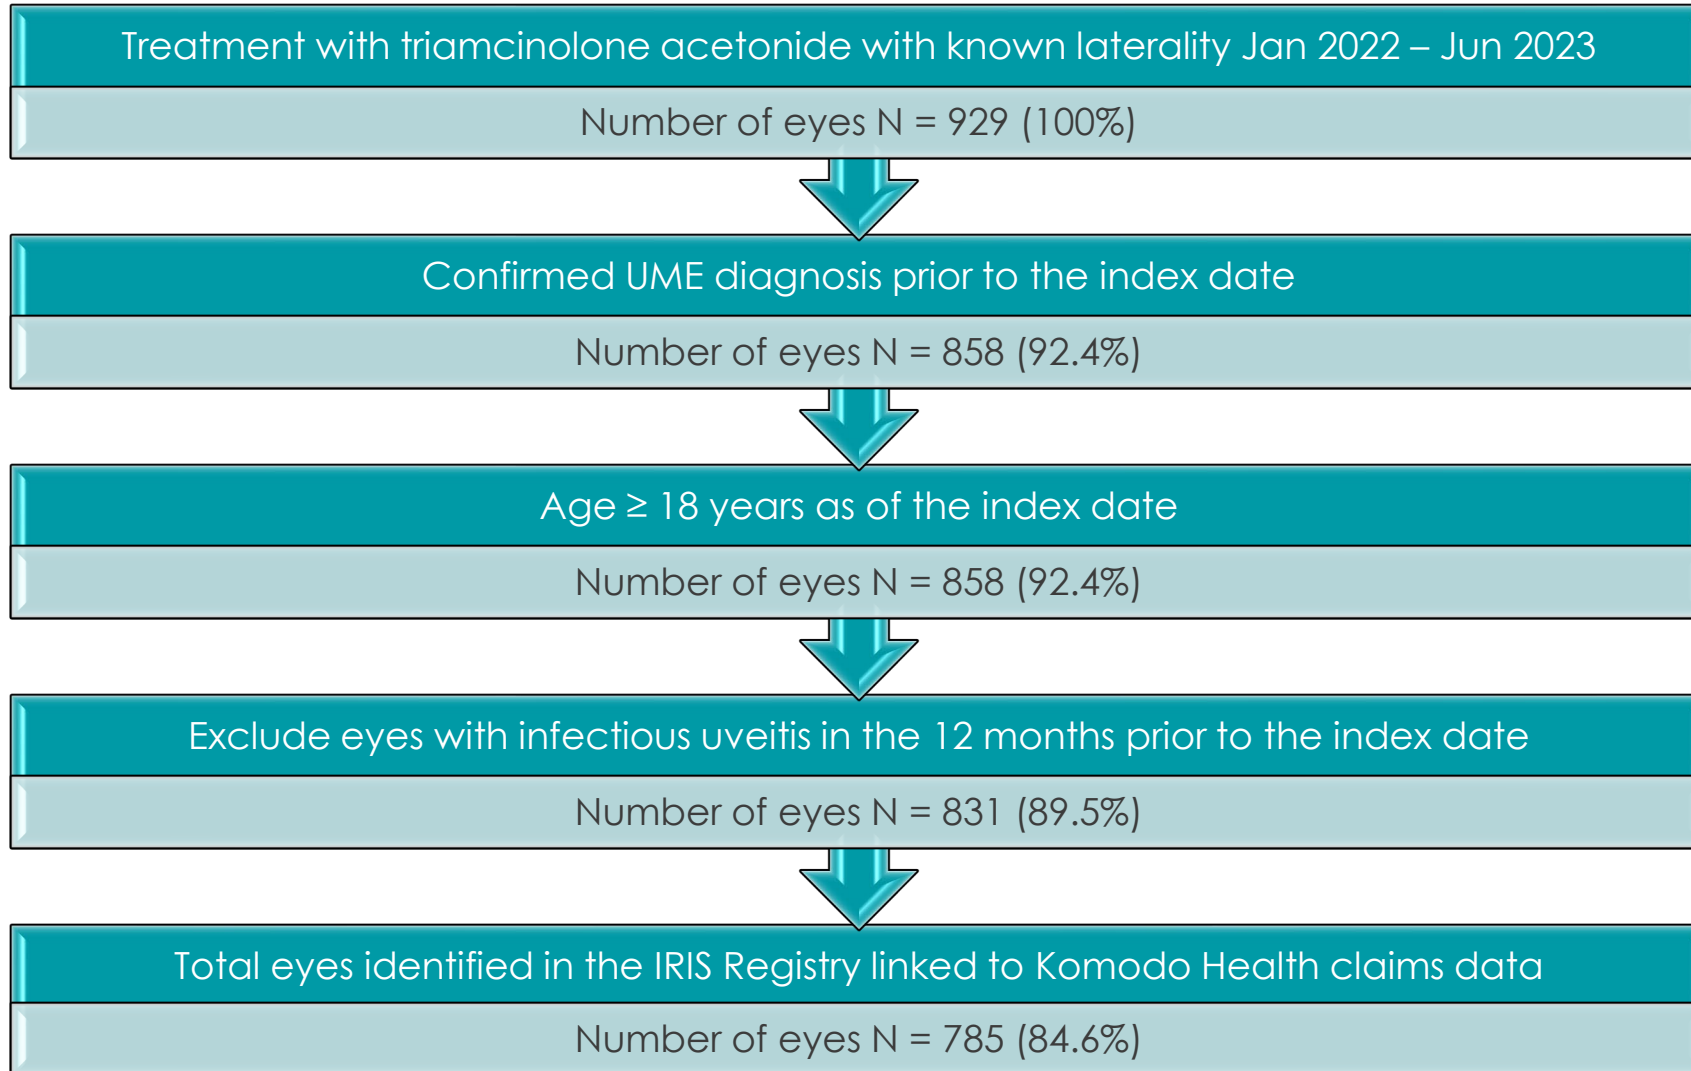 Treatment with triamcinolone acetonide with known laterality Jan 2022 – Jun 2023
Number of eyes N = 929 (100%)
Confirmed UME diagnosis prior to the index date
Number of eyes N = 858 (92.4%)
Age ≥ 18 years as of the index date
Number of eyes N = 858 (92.4%)
Exclude eyes with infectious uveitis in the 12 months prior to the index date
Number of eyes N = 831 (89.5%)
Total eyes identified in the IRIS Registry linked to Komodo Health claims data
Number of eyes N = 785 (84.6%)